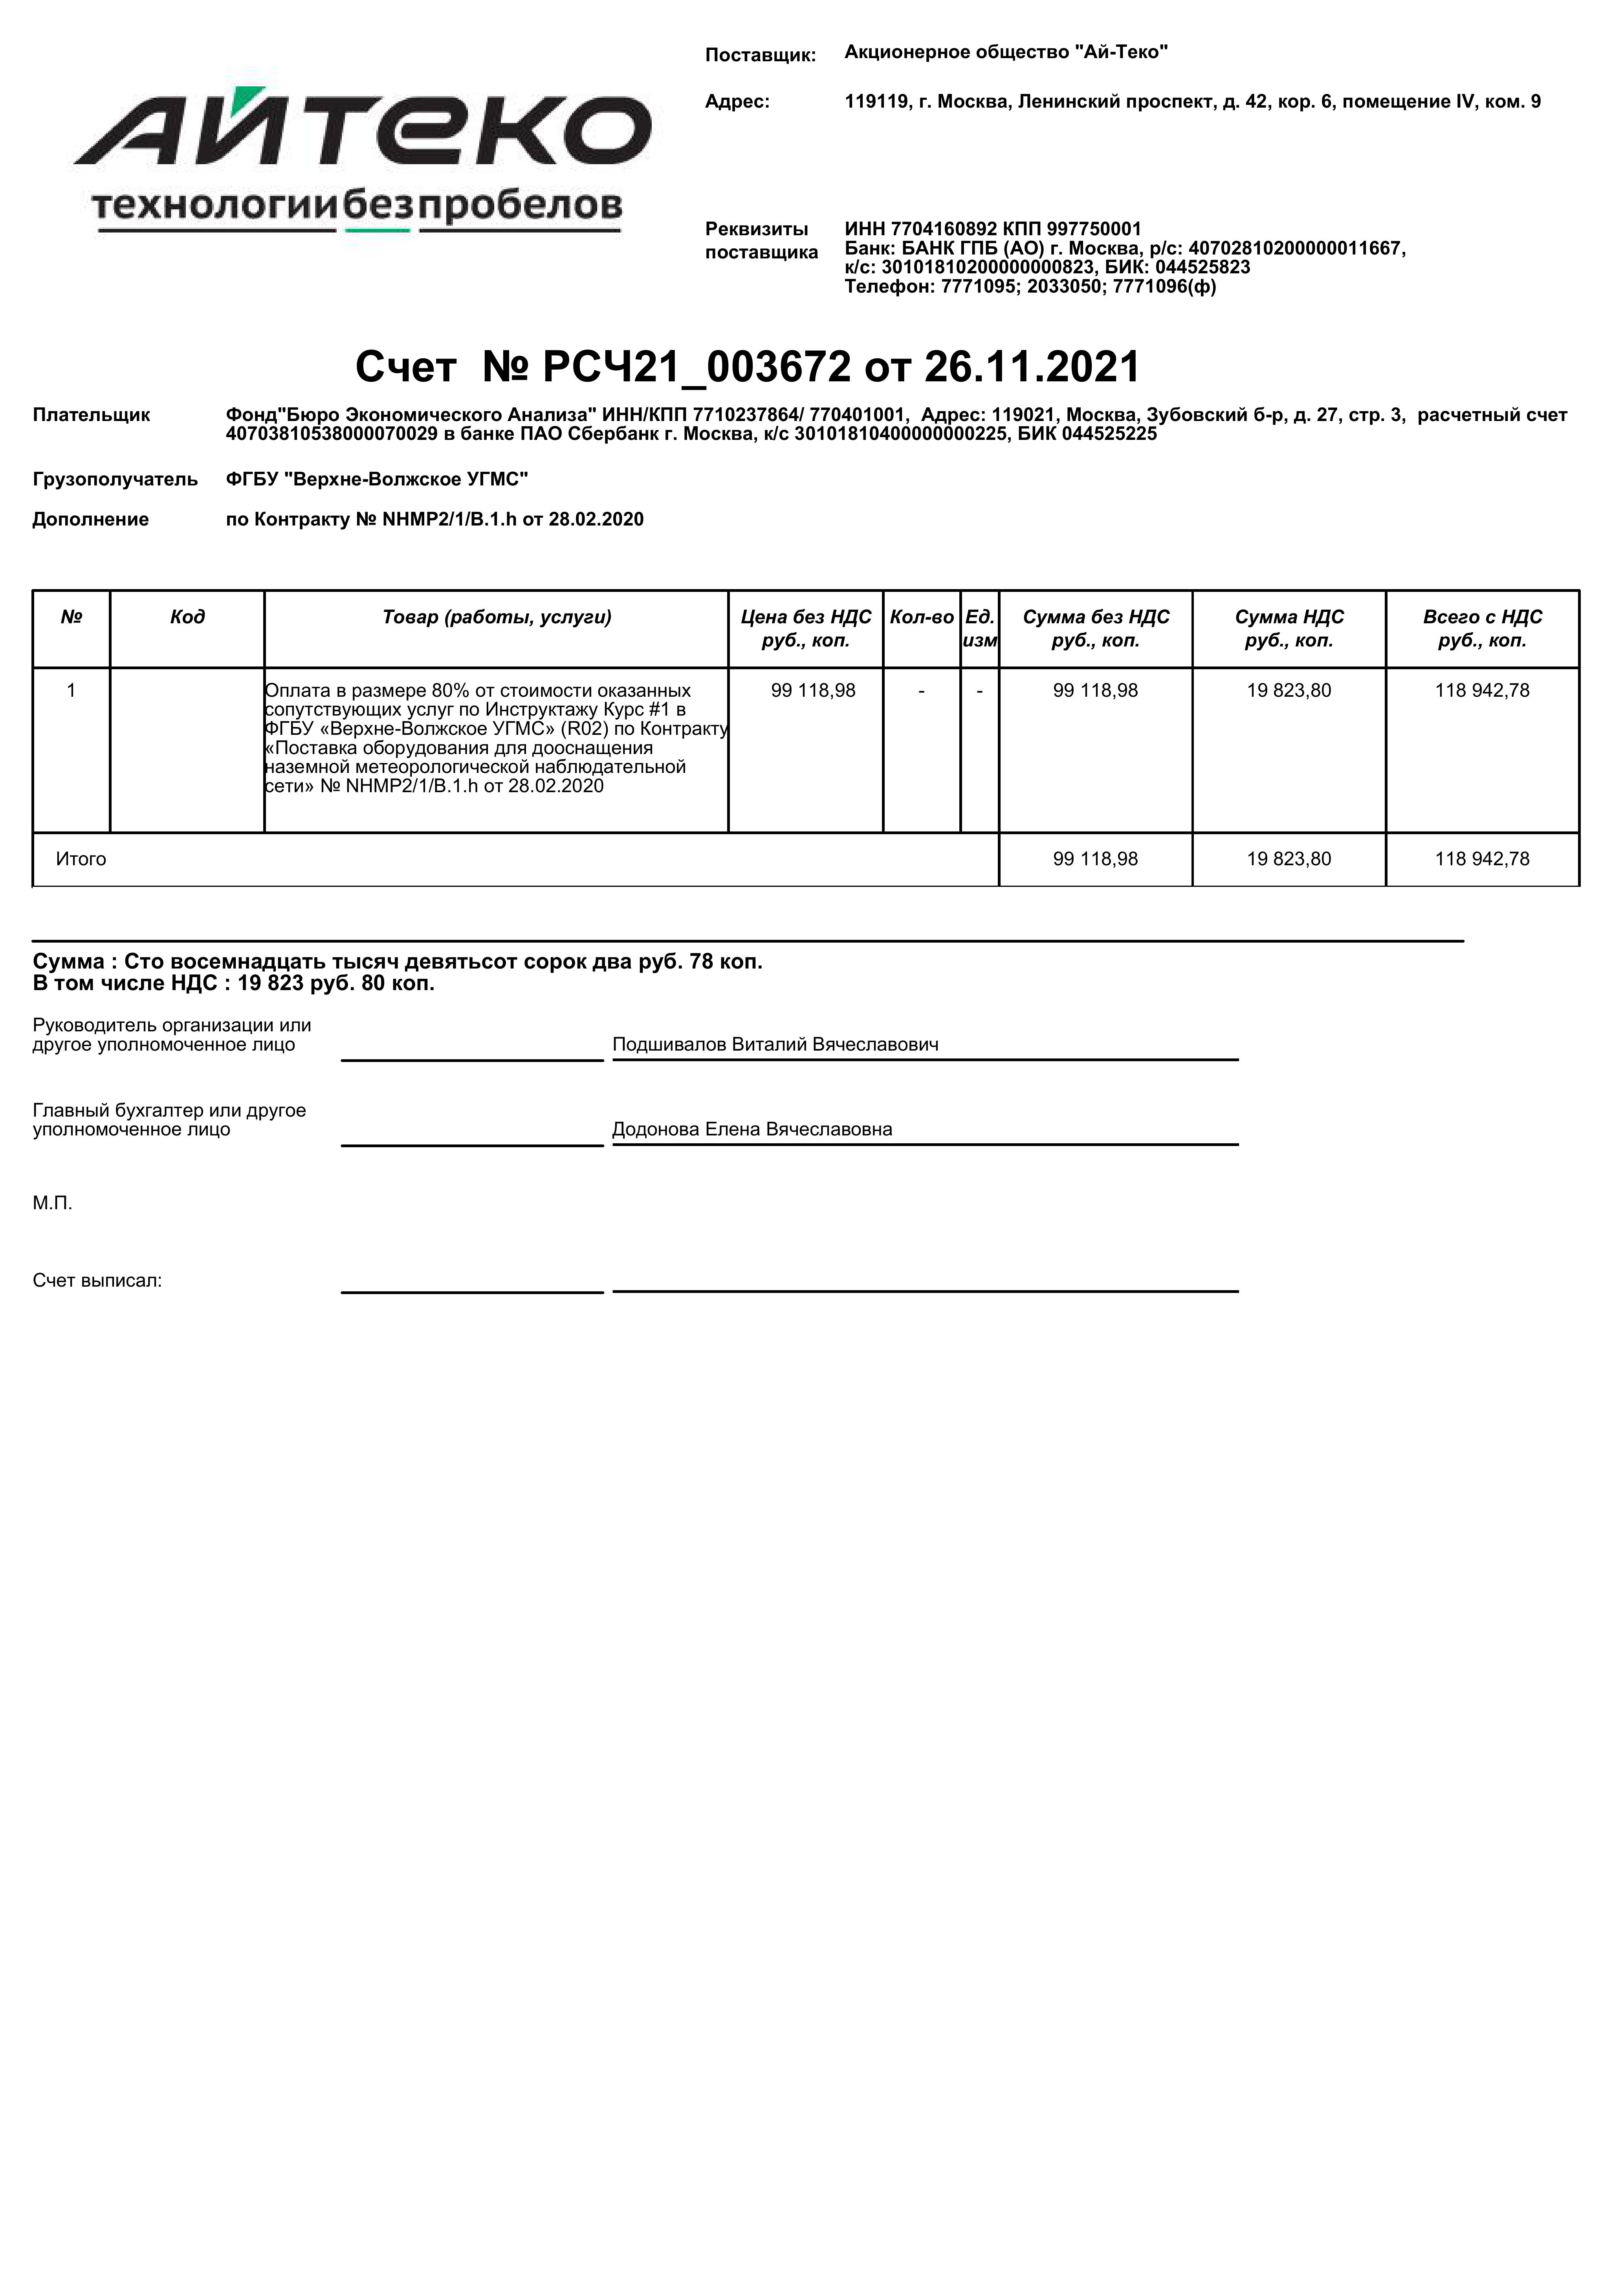 АЙТЕКО
технологиибезпробелов
Поставщик: Акционерное общество "Ай-Теко"
Адрес: 119119, г. Москва, Ленинский проспект, д. 42, кор. 6, помещение IV, ком. 9
Реквизиты поставщика
ИНН 7704160892 КПП 997750001
Банк: БАНК ГПБ (АО) г. Москва, р/с: 40702810200000011667,
к/с: 30101810200000000823, БИК: 044525823
Телефон: 7771095; 2033050; 7771096(ф)
Счет № РСЧ21_003672 от 26.11.2021
Плательщик Фонд"Бюро Экономического Анализа" ИНН/КПП 7710237864/ 770401001, Адрес: 119021, Москва, Зубовский б-р, д. 27, стр. 3, расчетный счет
40703810538000070029 в банке ПАО Сбербанк г. Москва, к/с 30101810400000000225, БИК 044525225
Грузополучатель ФГБУ "Верхне-Волжское УГМС"
Дополнение по Контракту № NHMP2/1/B.1.h от 28.02.2020
№ Код Товар (работы, услуги) Цена без НДС руб., коп. Кол-во Ед. изм Сумма без НДС руб., коп. Сумма НДС руб., коп. Всего с НДС руб., коп.
1 Оплата в размере 80% от стоимости оказанных 99 118,98 - - 99 118,98 19 823,80 118 942,78
сопутствующих услуг по Инструктажу Курс #1 в
ФГБУ «Верхне-Волжское УГМС» (R02) по Контракту
«Поставка оборудования для дооснащения
наземной метеорологической наблюдательной
сети» № NHMP2/1/B.1.h от 28.02.2020
Итого 99 118,98 19 823,80 118 942,78
Сумма : Сто восемнадцать тысяч девятьсот сорок два руб. 78 коп.
В том числе НДС : 19 823 руб. 80 коп.
Руководитель организации или
другое уполномоченное лицо Подшивалов Виталий Вячеславович
Главный бухгалтер или другое
уполномоченное лицо Додонова Елена Вячеславовна
М.П.
Счет выписал: